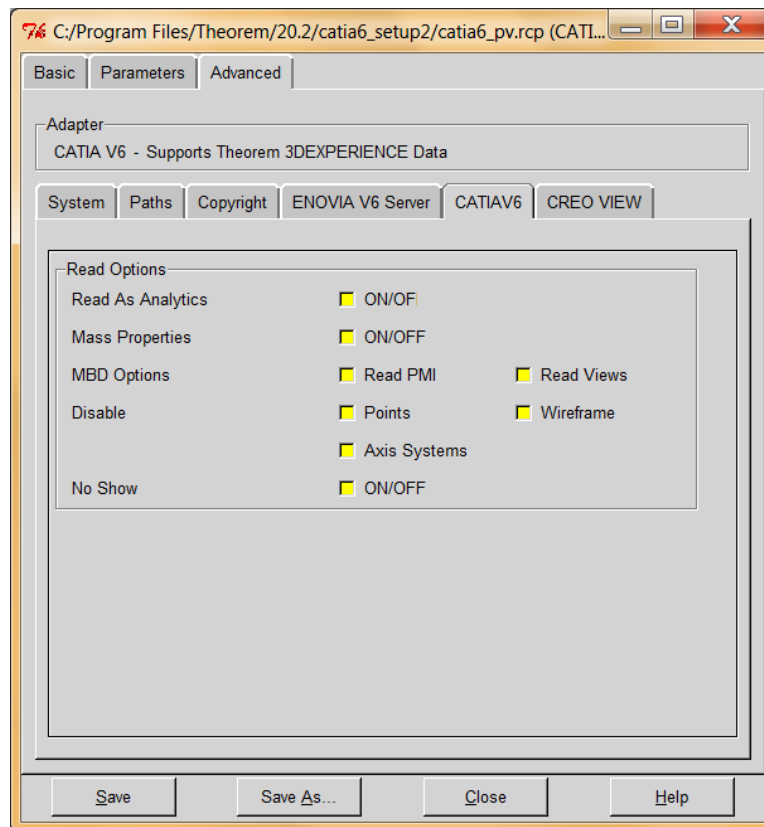 C:/Program Files/Theorem/20.2/catia6_setup2/catia6_pv.rcp (CATI...
Basic Parameters Advanced
Adapter
CATIA V6 - Supports Theorem 3DEXPERIENCE Data
System Paths Copyright ENOVIA V6 Server CATIAV6 CREO VIEW
Read Options
Read As Analytics ON/OF
Mass Properties ON/OFF
MBD Options Read PMI Read Views
Disable Points Wireframe
Axis Systems
No Show ON/OFF
Save Save As... Close Help